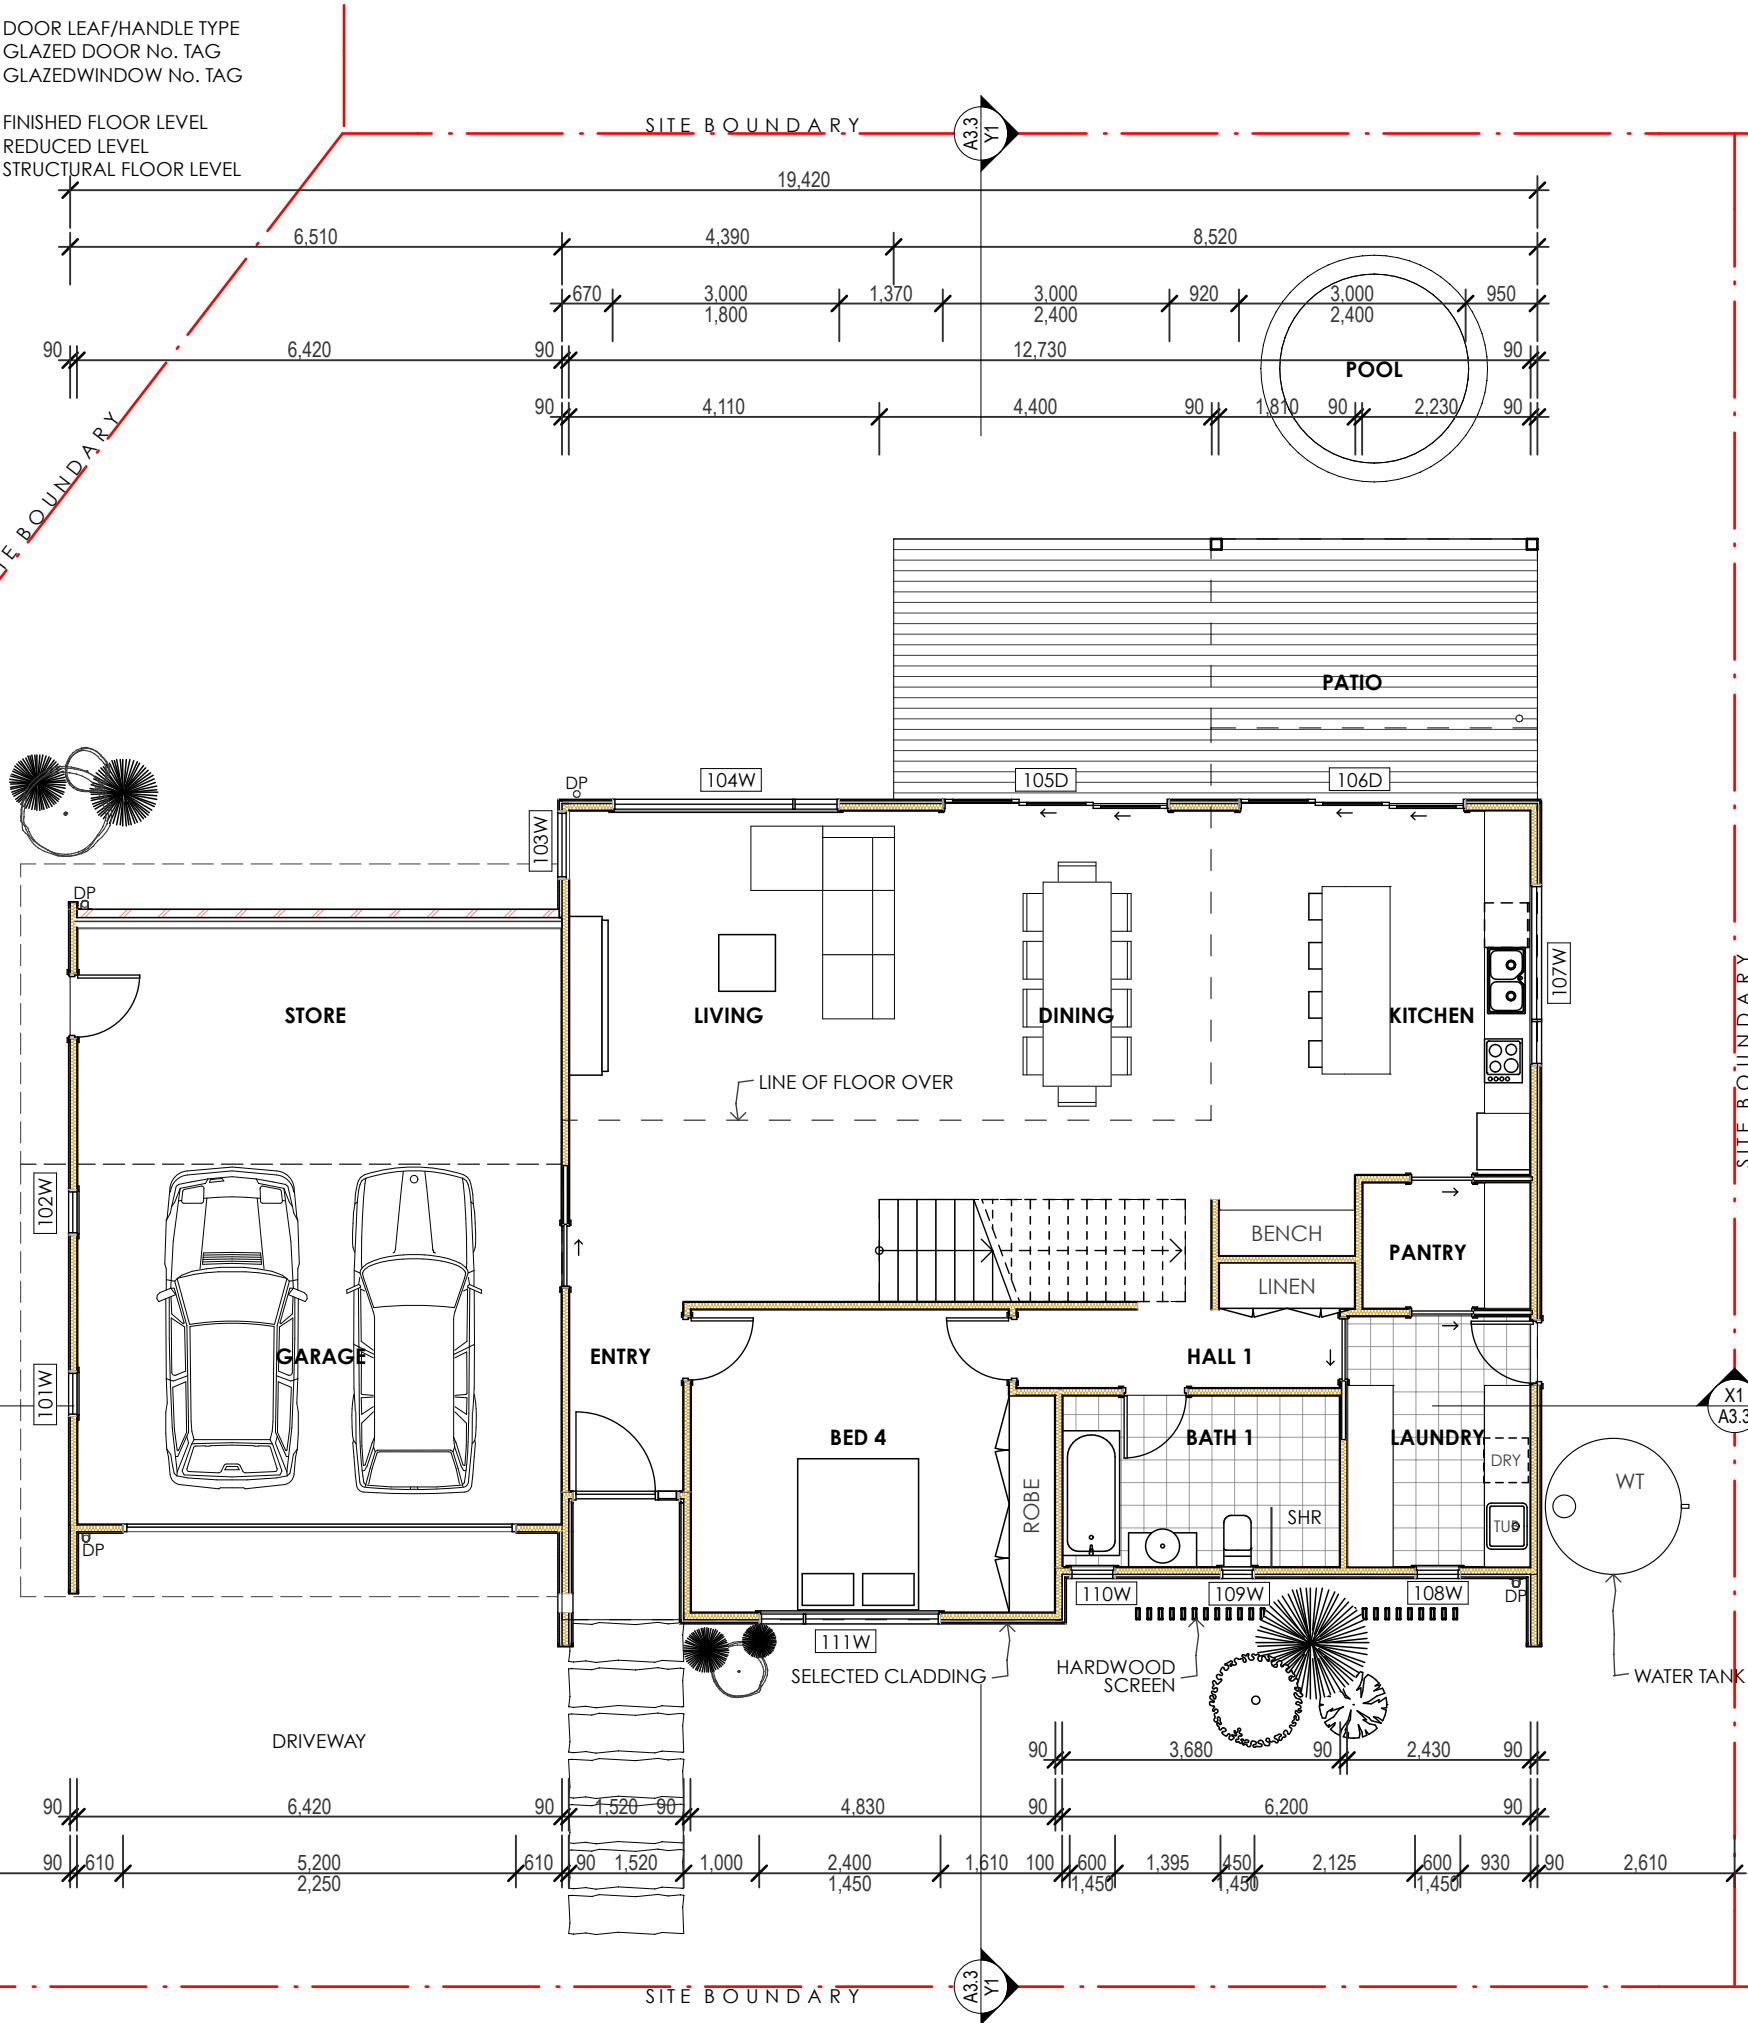 DOOR LEAF/HANDLE TYPE
GLAZED DOOR No. TAG
GLAZEDWINDOW No. TAG
FINISHED FLOOR LEVEL
REDUCED LEVEL
STRUCTURAL FLOOR LEVEL
SITE BOUNDARY
A3.3
Y1
19,420
6,510
4,390
8,520
670
3,000
1,370
3,000
920
3,000
950
1,800
2,400
2,400
90
6,420
90
12,730
90
POOL
90
4,110
4,400
90
1,810
90
2,230
90
BOUNDARY
PATIO
DP
104W
105D
106D
103W
DP
107W
STORE
LIVING
DINING
KITCHEN
SITE BOUNDARY
LINE OF FLOOR OVER
102W
BENCH
PANTRY
LINEN
GARAGE
ENTRY
HALL 1
101W
X1
A3.3
BED 4
BATH 1
LAUNDRY
DRY
WT
ROBE
SHR
TUB
DP
110W
109W
108W
DP
111W
SELECTED CLADDING
HARDWOOD
SCREEN
WATER TANK
DRIVEWAY
90
3,680
90
2,430
90
90
6,420
90
1,520
90
4,830
90
6,200
90
90
610
5,200
610
90
1,520
1,000
2,400
1,610
100
600
1,395
450
2,125
600
930
90
2,610
2,250
1,450
1,450
1,450
1,450
SITE BOUNDARY
A3.3
Y1